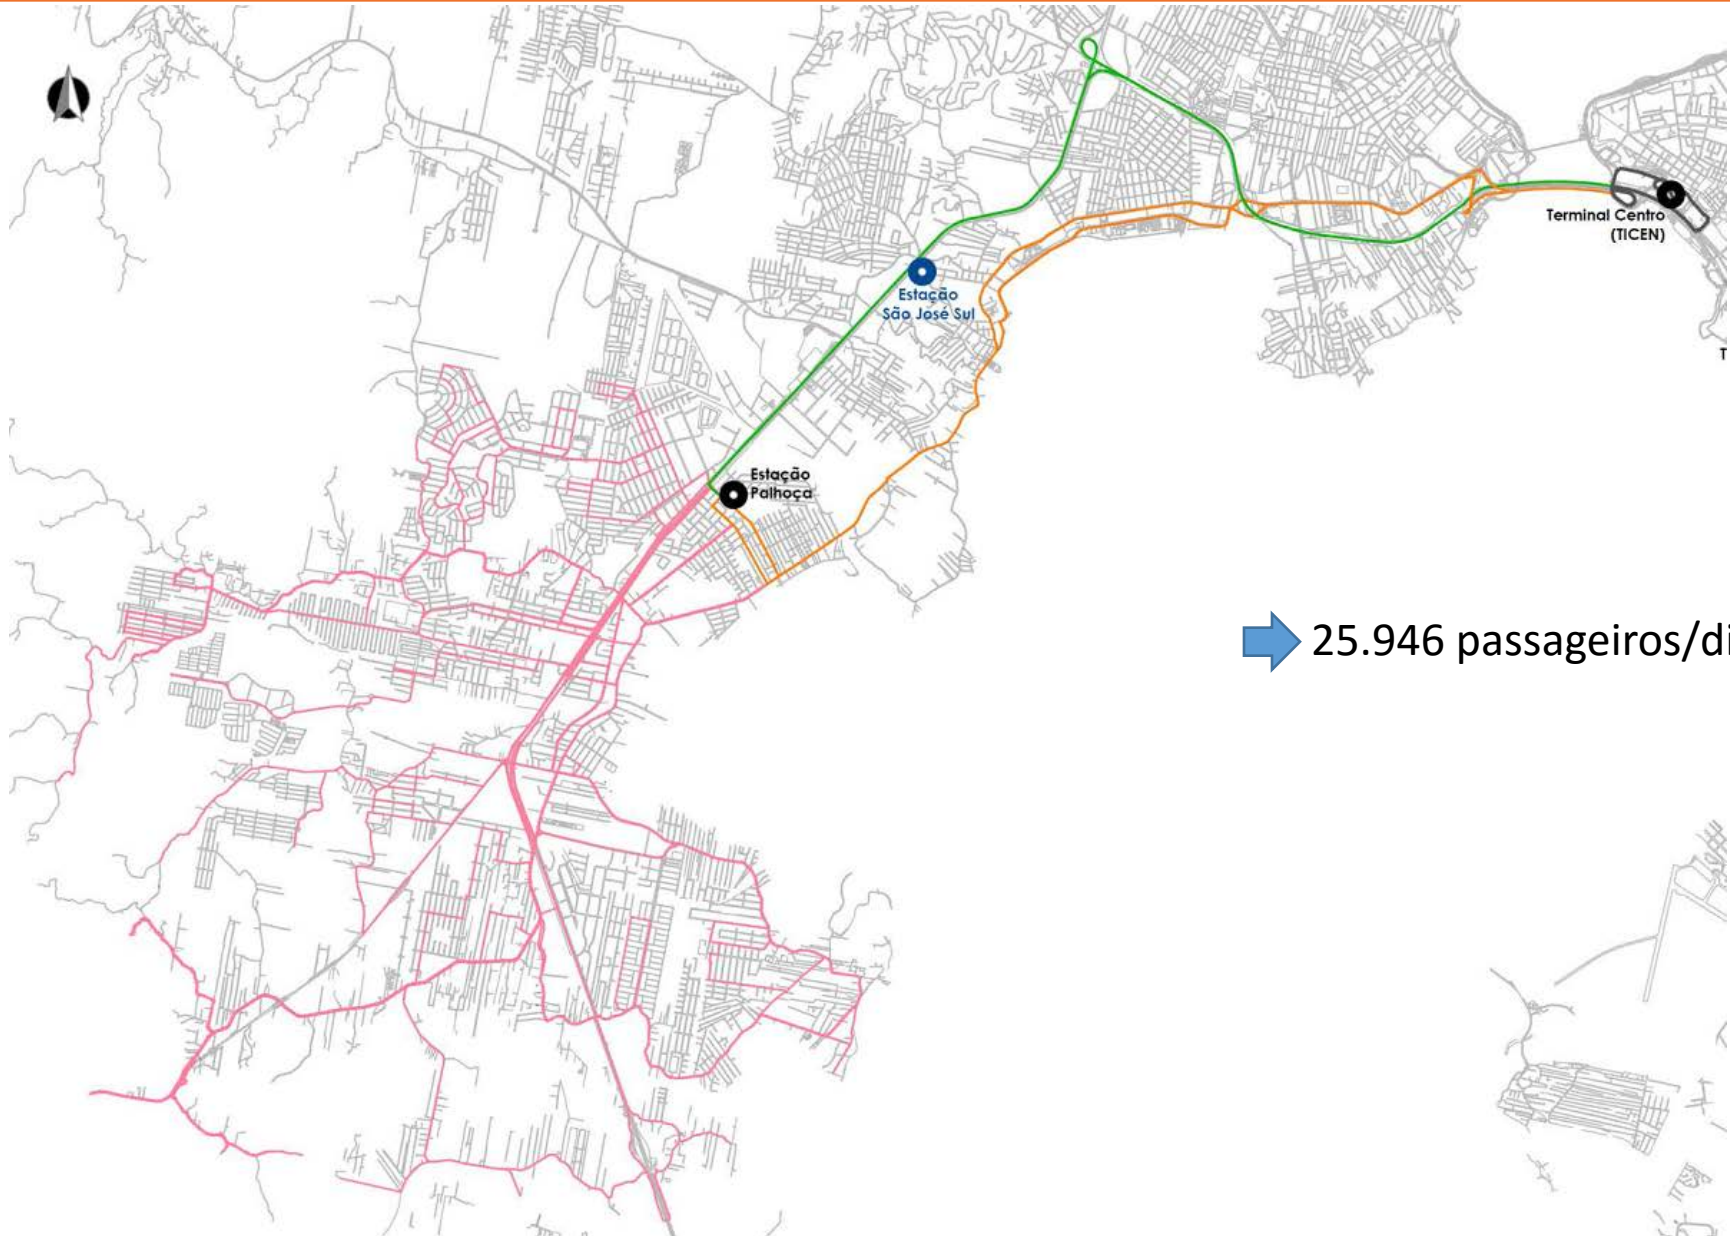 Terminal Centro
(TICEN)
Estação
São José Sul
T
Estação
Palhoça
25.946 passageiros/di